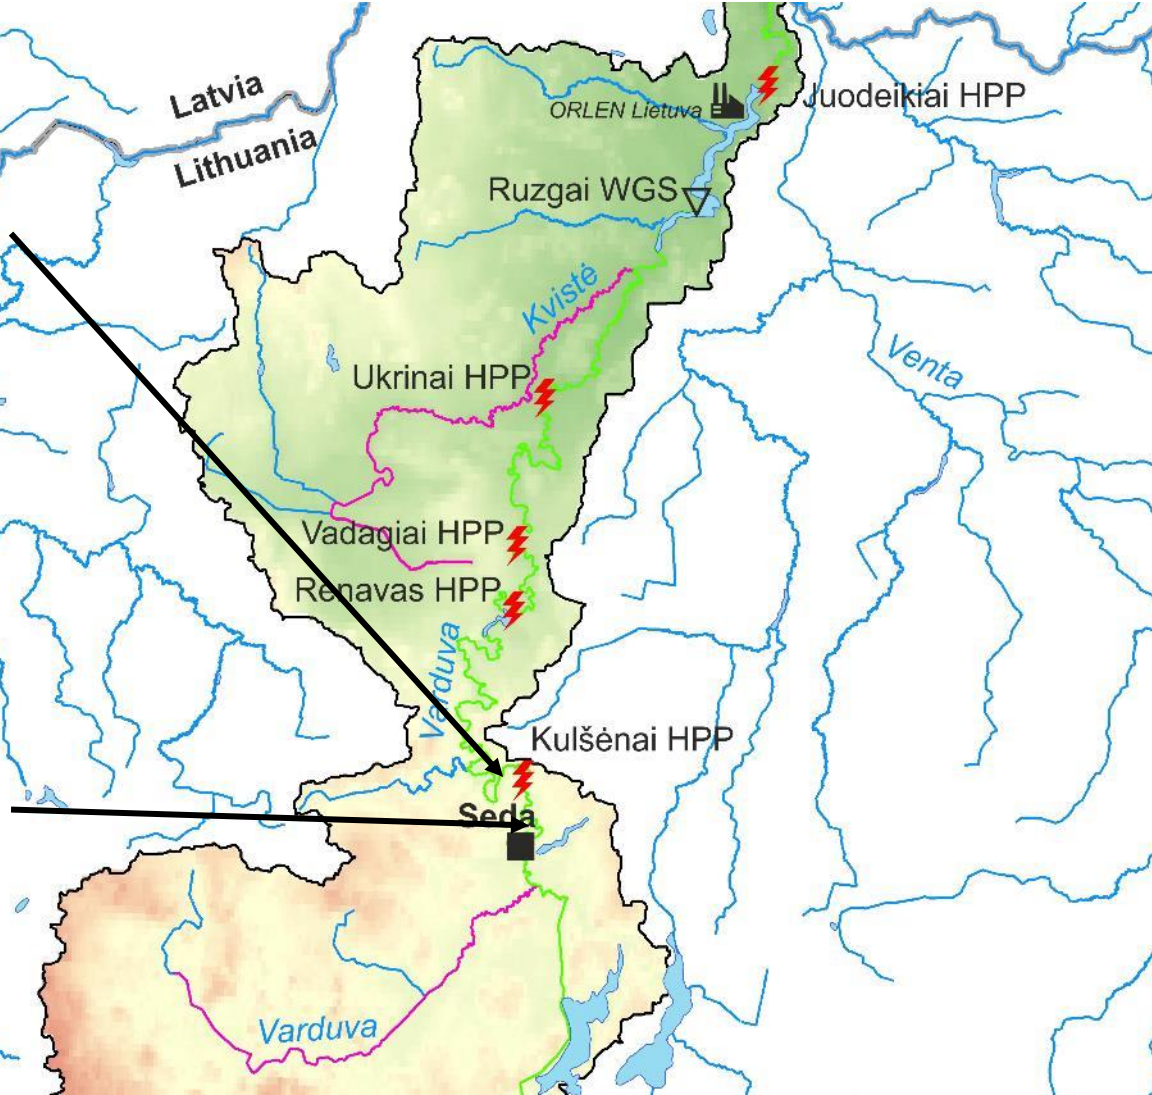 Latvia
Lithuania
ORLEN Lietuva
Juodeikiai HPP
Ruzgai WGS
Kvistė
Venta
Ukrinai HPP
Vadagiai HPP
Renavas HPP
Varduva
Kulšėnai HPP
Seda
Varduva